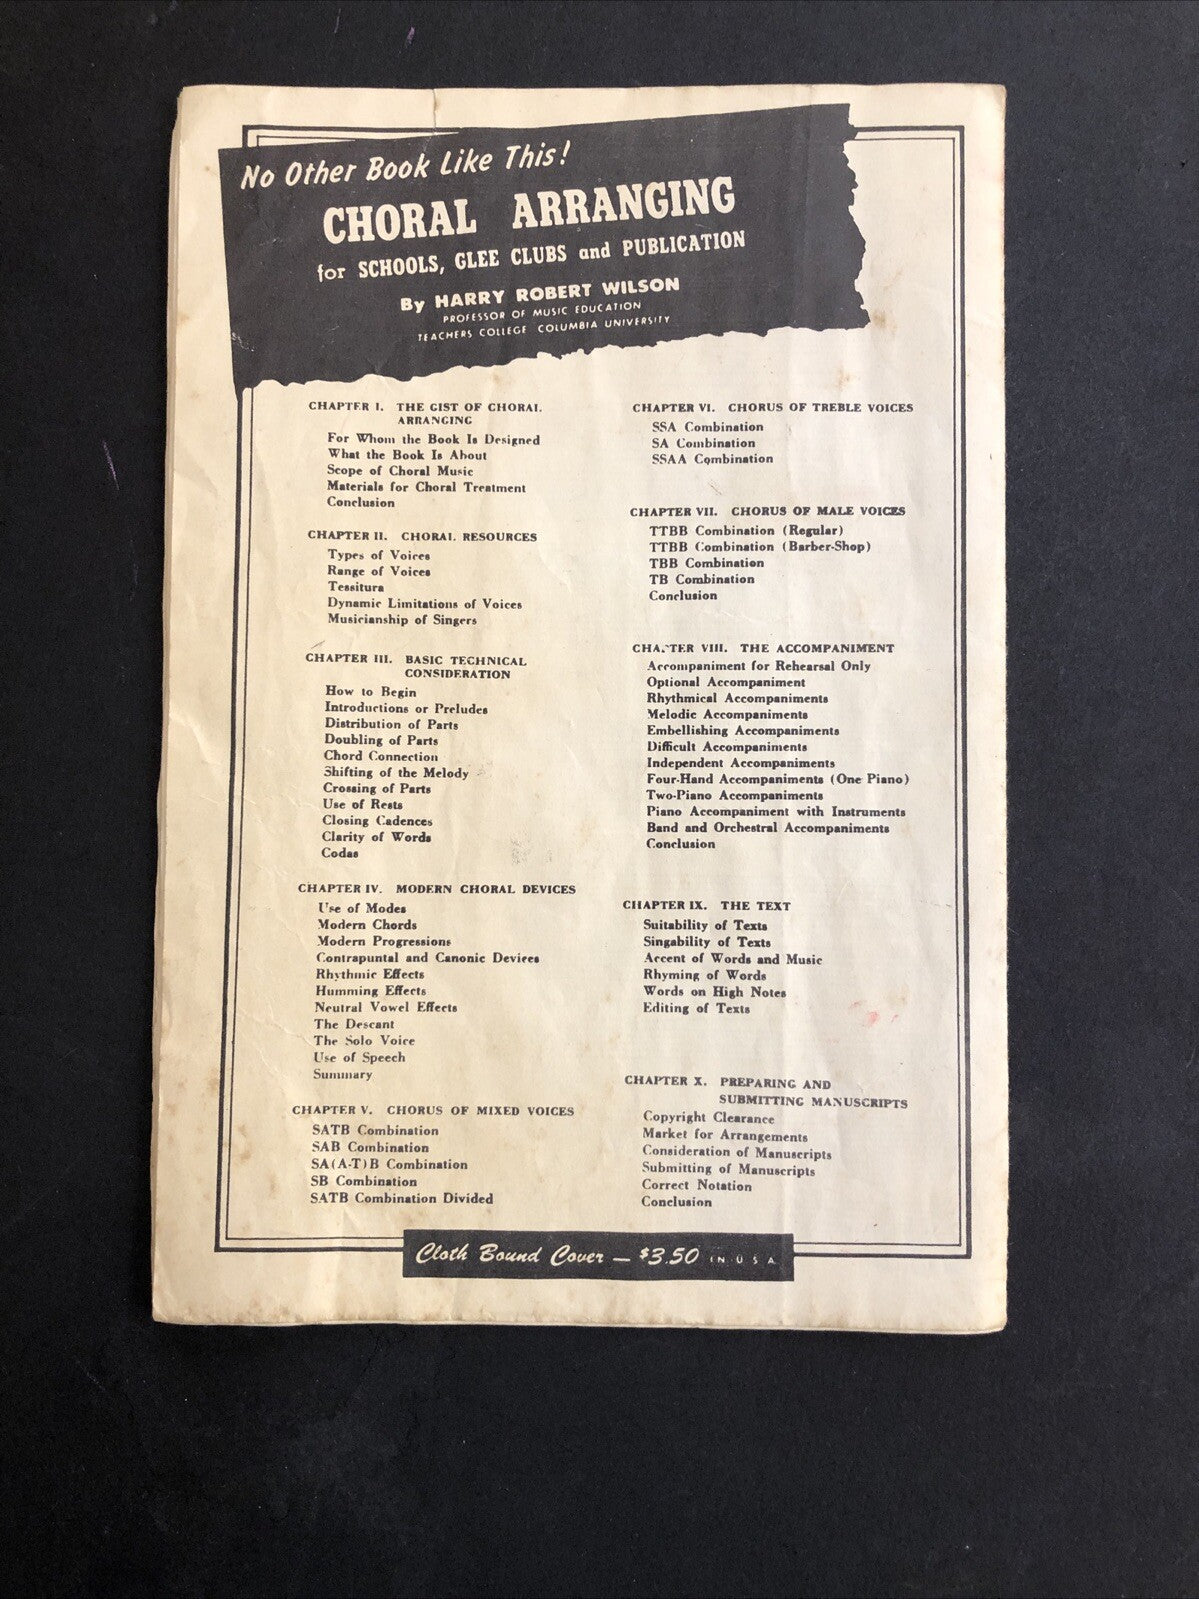 No Other Book Like This!
CHORAL ARRANGING
for SCHOOLS, GLEE CLUBS and PUBLICATION
By HARRY ROBERT WILSON
PROFESSOR OF MUSIC EDUCATION
TEACHERS COLLEGE COLUMBIA UNIVERSITY
CHAPTER I. THE GIST OF CHORAL
ARRANGING
For Whom the Book Is Designed
What the Book Is About
Scope of Choral Music
Materials for Choral Treatment
Conclusion
CHAPTER II. CHORAL RESOURCES
Types of Voices
Range of Voices
Tessitura
Dynamic Limitations of Voices
Musicianship of Singers
CHAPTER III. BASIC TECHNICAL
CONSIDERATION
How to Begin
Introductions or Preludes
Distribution of Parts
Doubling of Parts
Chord Connection
Shifting of the Melody
Crossing of Parts
Use of Rests
Closing Cadences
Clarity of Words
Codas
CHAPTER IV. MODERN CHORAL DEVICES
Use of Modes
Modern Chords
Modern Progressions
Contrapuntal and Canonic Devices
Rhythmic Effects
Humming Effects
Neutral Vowel Effects
The Descant
The Solo Voice
Use of Speech
Summary
CHAPTER V. CHORUS OF MIXED VOICES
SATB Combination
SAB Combination
SA(A-T)B Combination
SB Combination
SATB Combination Divided
CHAPTER VI. CHORUS OF TREBLE VOICES
SSA Combination
SA Combination
SSAA Combination
CHAPTER VII. CHORUS OF MALE VOICES
TTBB Combination (Regular)
TTBB Combination (Barber-Shop)
TBB Combination
TB Combination
Conclusion
CHAPTER VIII. THE ACCOMPANIMENT
Accompaniment for Rehearsal Only
Optional Accompaniment
Rhythmical Accompaniments
Melodic Accompaniments
Embellishing Accompaniments
Difficult Accompaniments
Independent Accompaniments
Four-Hand Accompaniments (One Piano)
Two-Piano Accompaniments
Piano Accompaniment with Instruments
Band and Orchestral Accompaniments
Conclusion
CHAPTER IX. THE TEXT
Suitability of Texts
Singability of Texts
Accent of Words and Music
Rhyming of Words
Words on High Notes
Editing of Texts
CHAPTER X. PREPARING AND
SUBMITTING MANUSCRIPTS
Copyright Clearance
Market for Arrangements
Consideration of Manuscripts
Submitting of Manuscripts
Correct Notation
Conclusion
Cloth Bound Cover — $3.50 IN U S A